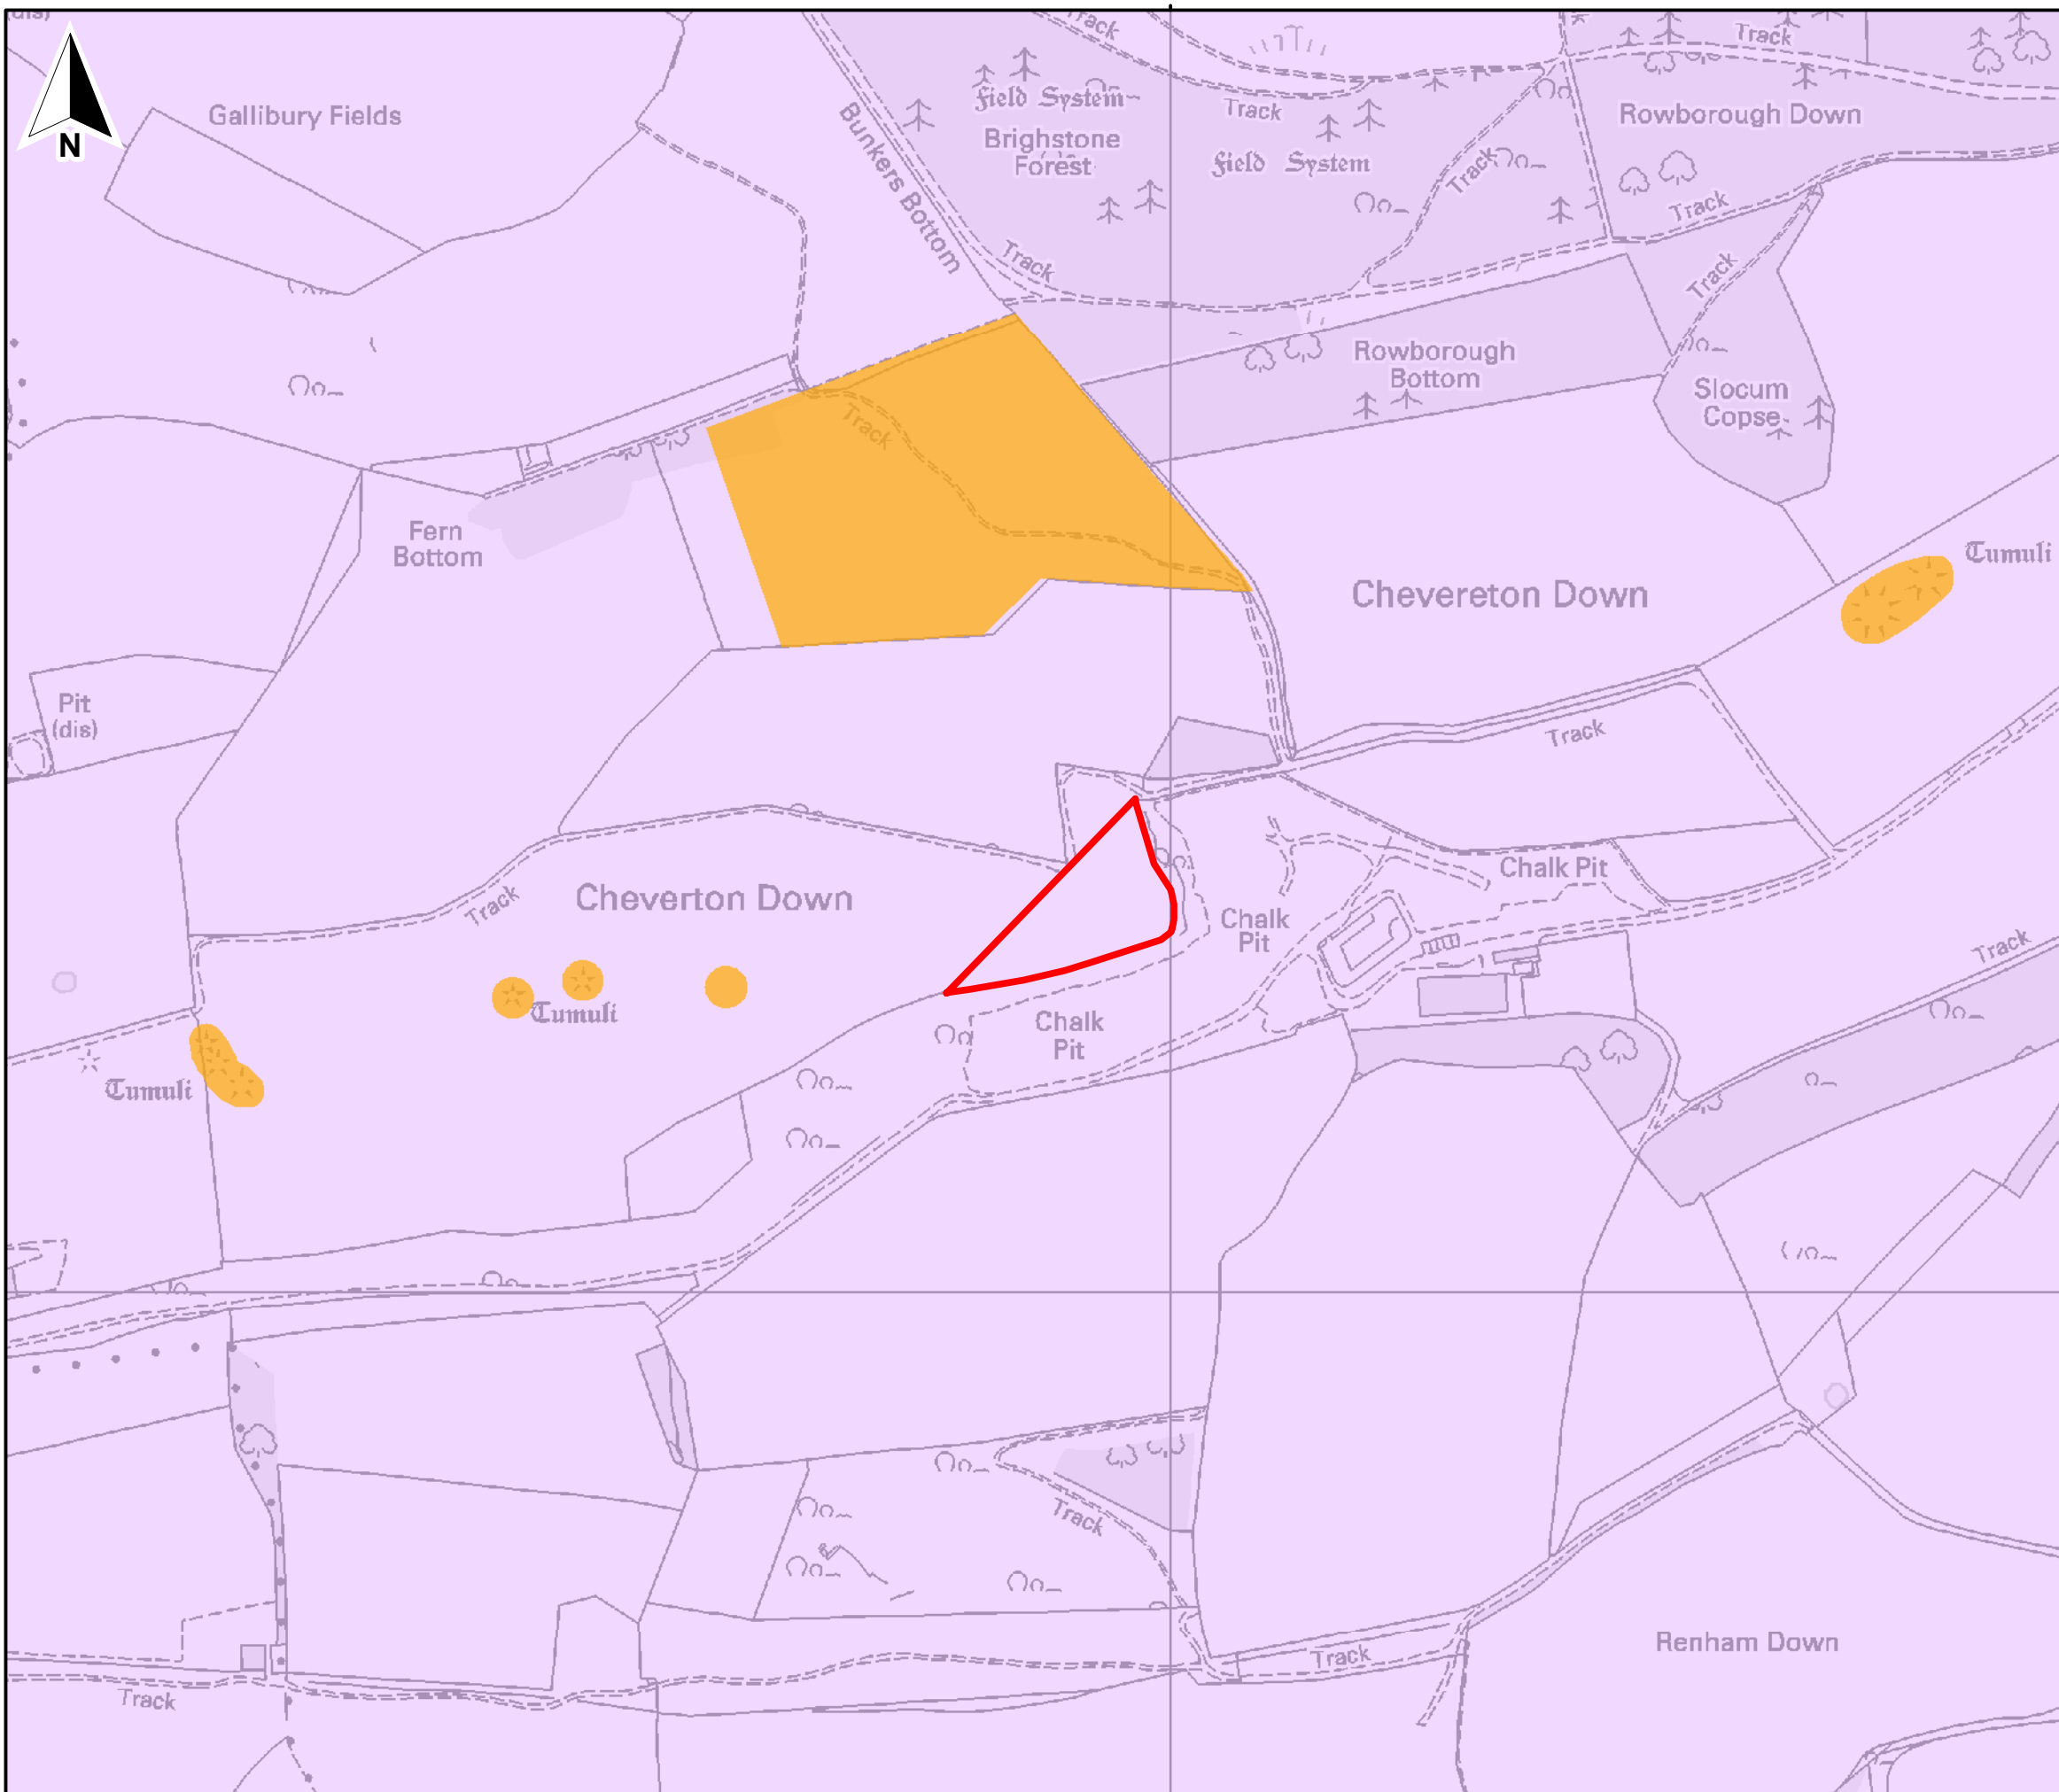 (dis)
Track
Track
Gallibury Fields
Field System
Track
Rowborough Down
Bunkers Bottom
Brighstone
Forest
Field System
Track
N
Track
Track
Track
Rowborough
Bottom
Slocum
Copse
Track
Fern
Bottom
Tumuli
Chevereton Down
Pit
(dis)
Track
Chalk Pit
Cheverton Down
Track
Chalk
Pit
Track
Tumuli
Chalk
Pit
Tumuli
Track
Renham Down
Track
Track